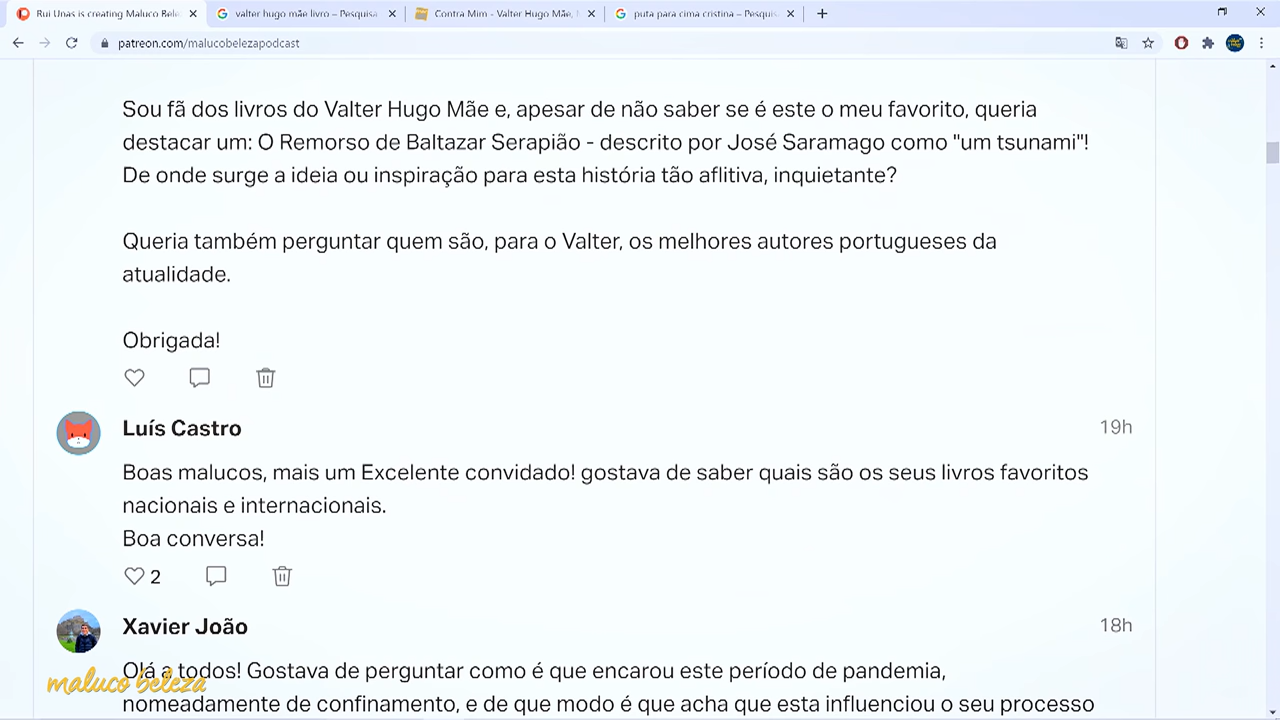 Rui Unas is creating Maluco Bele
valter hugo mãe livro – Pesquisa
Contra Mim - Valter Hugo Mãe,
puta para cima cristina – Pesquis
patreon.com/malucobelezapodcast
Sou fã dos livros do Valter Hugo Mãe e, apesar de não saber se é este o meu favorito, queria
destacar um: O Remorso de Baltazar Serapião - descrito por José Saramago como "um tsunami"!
De onde surge a ideia ou inspiração para esta história tão aflitiva, inquietante?
Queria também perguntar quem são, para o Valter, os melhores autores portugueses da
atualidade.
Obrigada!
Luís Castro
19h
Boas malucos, mais um Excelente convidado! gostava de saber quais são os seus livros favoritos
nacionais e internacionais.
Boa conversa!
2
Xavier João
18h
Olá a todos! Gostava de perguntar como é que encarou este período de pandemia,
maluco beleza
nomeadamente de confinamento, e de que modo é que acha que esta influenciou o seu processo